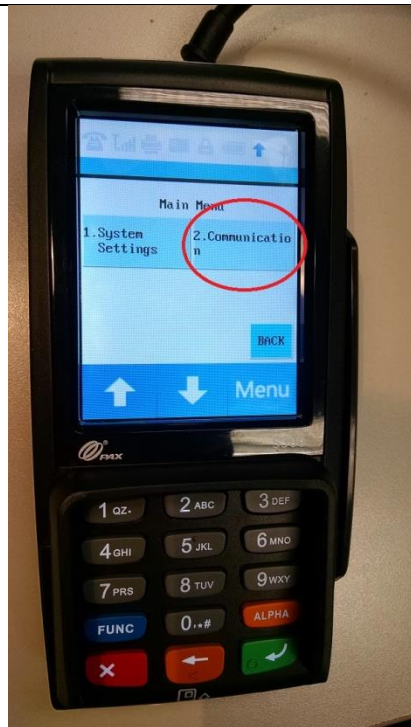 Main Menu
1.System
Settings
2.Communicatio
n
BACK
Menu
PAX
1 QZ.
2 ABC
3 DEF
4 GHI
5 JKL
6 MNO
7 PRS
8 TUV
9 WXY
FUNC
0,*#
ALPHA